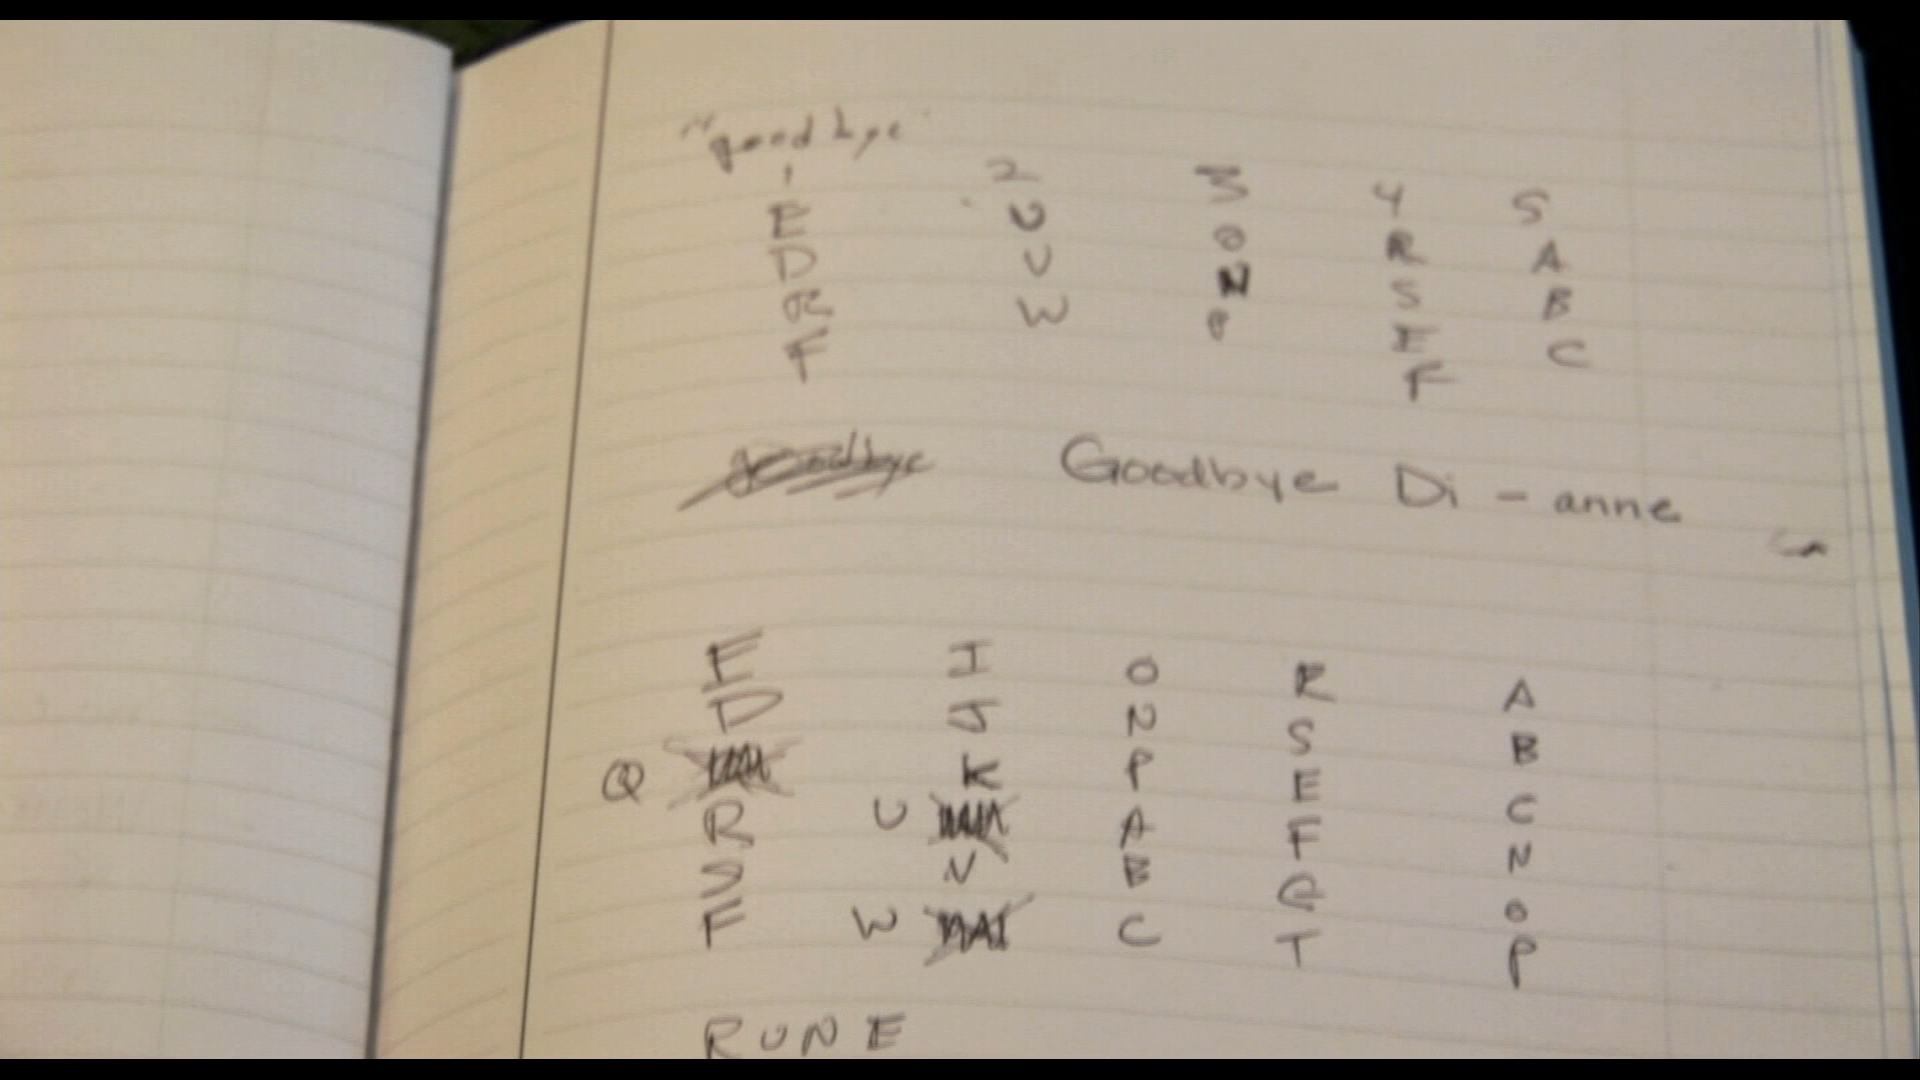 "goodbye"
1 2 3 4 5
E U O R A
D V N S B
R W P E C
F F
Goodbye Di - anne
E I O R A
D J N S B
Q K P E C
R U A F N
S V B G O
F W C T P
RUNE